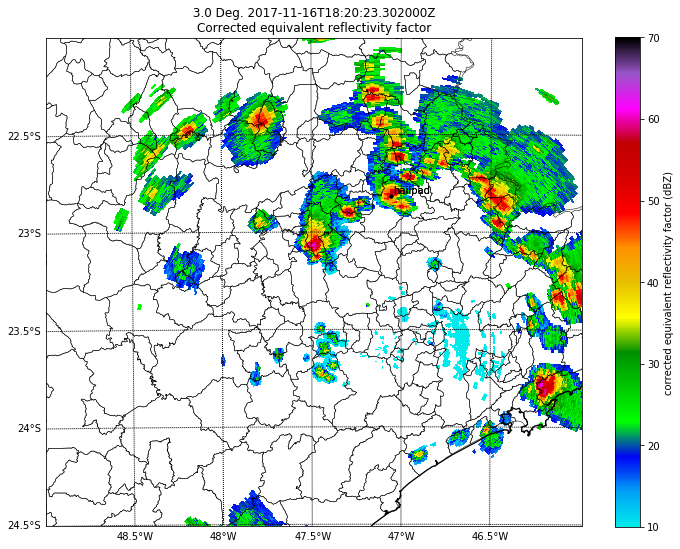 3.0 Deg. 2017-11-16T18:20:23.302000Z
Corrected equivalent reflectivity factor
22.5°S
23°S
23.5°S
24°S
24.5°S
48.5°W
48°W
47.5°W
47°W
46.5°W
hailpad
70
60
50
40
30
20
10
corrected equivalent reflectivity factor (dBZ)